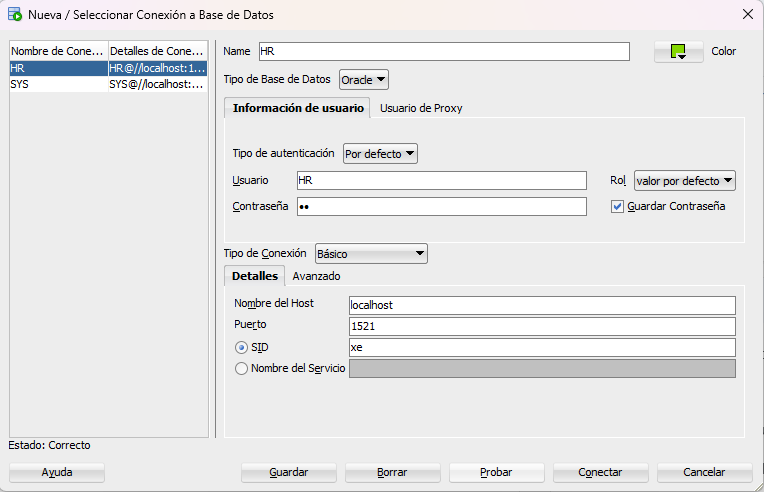 Nueva / Seleccionar Conexión a Base de Datos
Nombre de Cone... Detalles de Cone...
HR HR@//localhost:1...
SYS SYS@//localhost:...
Name HR Color
Tipo de Base de Datos Oracle
Información de usuario Usuario de Proxy
Tipo de autenticación Por defecto
Usuario HR Rol valor por defecto
Contraseña •• Guardar Contraseña
Tipo de Conexión Básico
Detalles Avanzado
Nombre del Host localhost
Puerto 1521
SID xe
Nombre del Servicio
Estado: Correcto
Ayuda Guardar Borrar Probar Conectar Cancelar